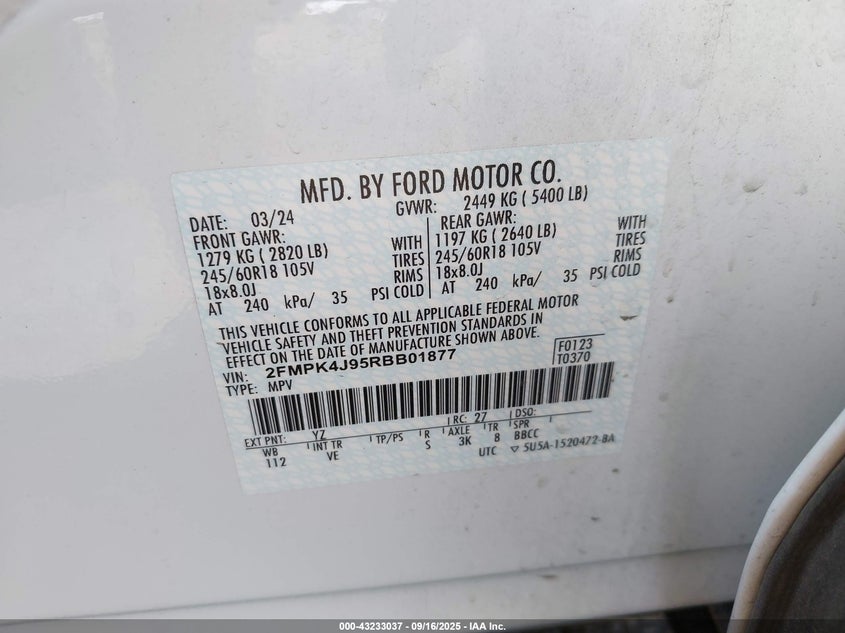 MFD. BY FORD MOTOR CO.
DATE: 03/24 GVWR: 2449 KG ( 5400 LB)
FRONT GAWR: REAR GAWR:
1279 KG ( 2820 LB) WITH 1197 KG ( 2640 LB) WITH
245/60R18 105V TIRES 245/60R18 105V TIRES
18x8.0J RIMS 18x8.0J RIMS
AT 240 kPa/ 35 PSI COLD AT 240 kPa/ 35 PSI COLD
THIS VEHICLE CONFORMS TO ALL APPLICABLE FEDERAL MOTOR
VEHICLE SAFETY AND THEFT PREVENTION STANDARDS IN
EFFECT ON THE DATE OF MANUFACTURE SHOWN ABOVE.
VIN: 2FMPK4J95RBB01877 F0123
TYPE: MPV T0370
EXT PNT: YZ RC: 27 DSO:
WB INT TR TP/PS R AXLE TR SPR
112 VE S 3K 8 BBCC
UTC ▽ 5U5A-1520472-BA
000-43233037 - 09/16/2025 - IAA Inc.